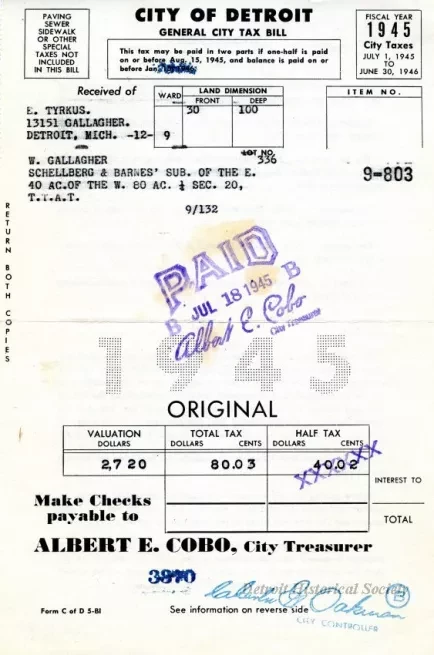 PAVING
SEWER
SIDEWALK
OR OTHER
SPECIAL
TAXES NOT
INCLUDED
IN THIS BILL
CITY OF DETROIT
GENERAL CITY TAX BILL
This tax may be paid in two parts if one-half is paid
on or before Aug. 15, 1945, and balance is paid on or
before Jan.
FISCAL YEAR
1945
City Taxes
JULY 1, 1945
TO
JUNE 30, 1946
Received of
WARD
LAND DIMENSION
FRONT DEEP
ITEM NO.
E. TYRKUS. 30 100
13151 GALLAGHER.
DETROIT, MICH. -12- 9
LOT NO.
W. GALLAGHER 336
SCHELLBERG & BARNES' SUB. OF THE E.
40 AC.OF THE W. 80 AC. ½ SEC. 20,
T.T.A.T.
9-803
9/132
RETURN BOTH COPIES
PAID
B JUL 18 1945 B
Albert E. Cobo
City Treasurer
1945
ORIGINAL
VALUATION TOTAL TAX HALF TAX
DOLLARS DOLLARS CENTS DOLLARS CENTS
2,720 80.03 40.02
XXXXXX
INTEREST TO
TOTAL
Make Checks
payable to
ALBERT E. COBO, City Treasurer
3970
Detroit Historical Society
B
Form C of D 5-BI
See information on reverse side
CITY CONTROLLER